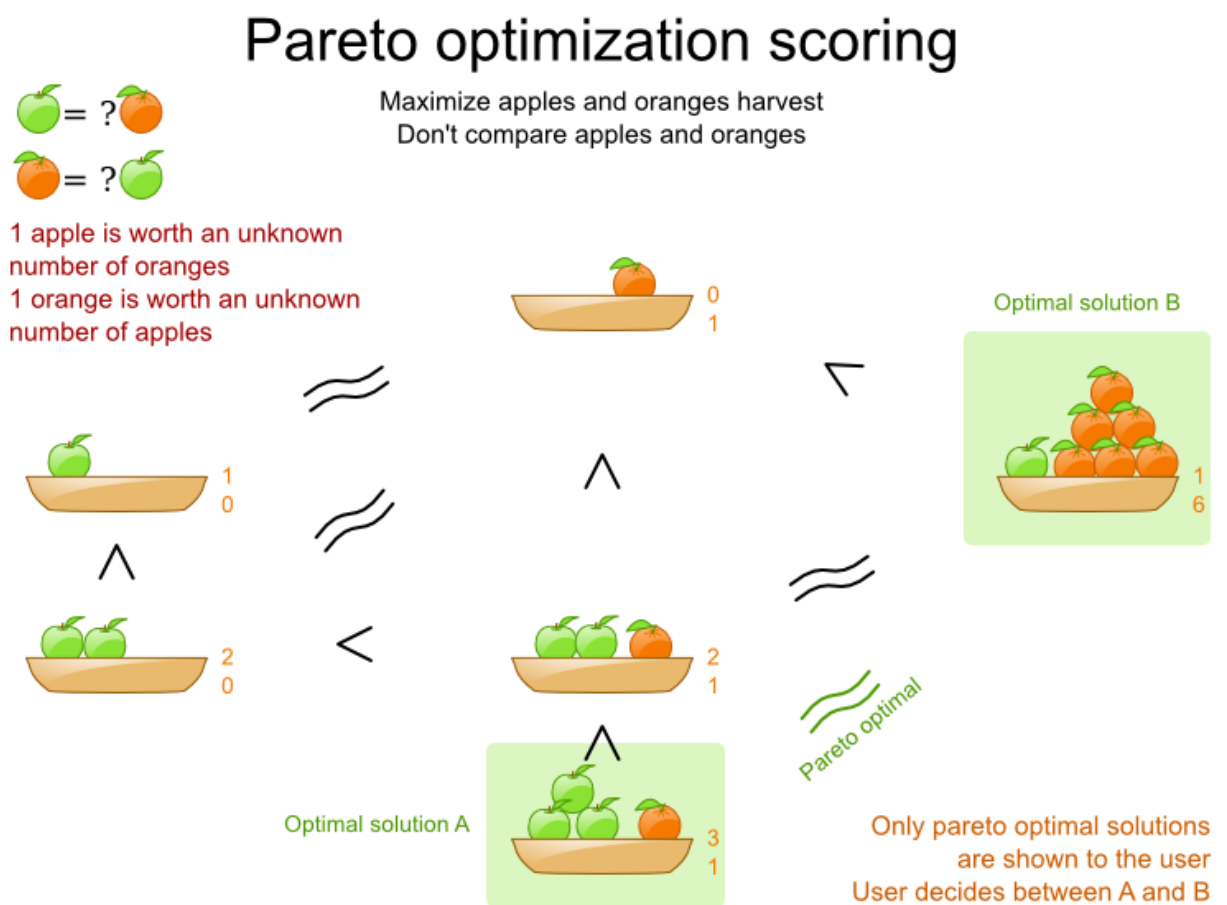 Pareto optimization scoring
Maximize apples and oranges harvest
Don't compare apples and oranges
= ?
= ?
1 apple is worth an unknown
number of oranges
1 orange is worth an unknown
number of apples
0
1
Optimal solution B
1
0
1
6
2
0
2
1
Pareto optimal
Optimal solution A
3
1
Only pareto optimal solutions
are shown to the user
User decides between A and B